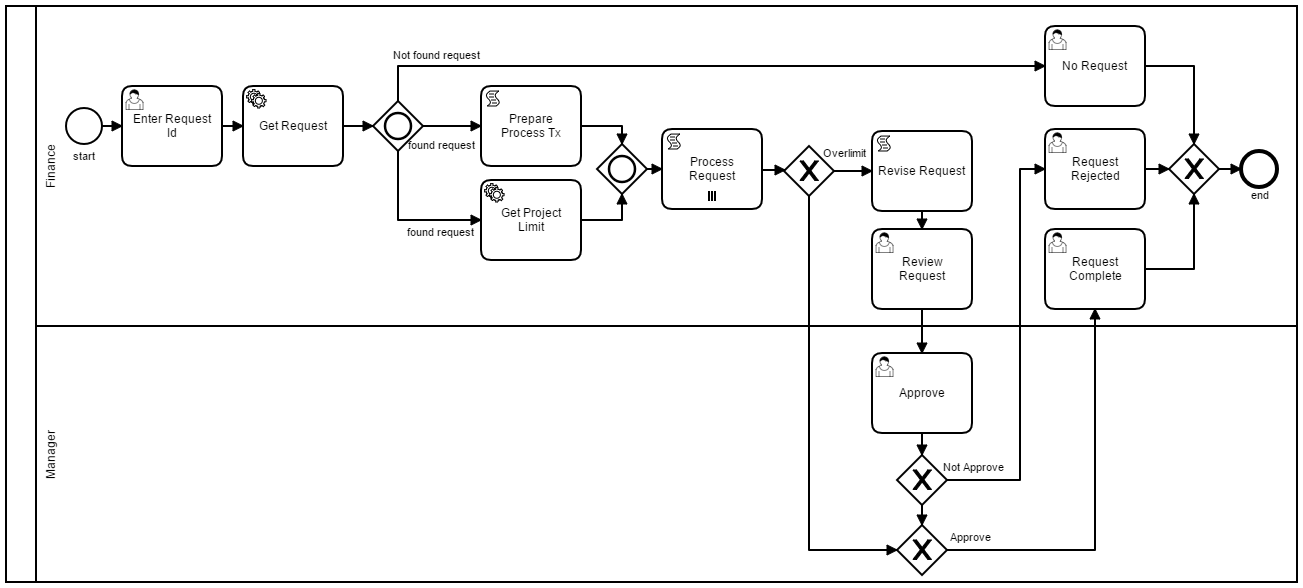 Finance
start
Enter Request
Id
Get Request
Not found request
found request
found request
Prepare
Process Tx
Get Project
Limit
Process
Request
Overlimit
Revise Request
Review
Request
No Request
Request
Rejected
Request
Complete
end
Manager
Approve
Not Approve
Approve